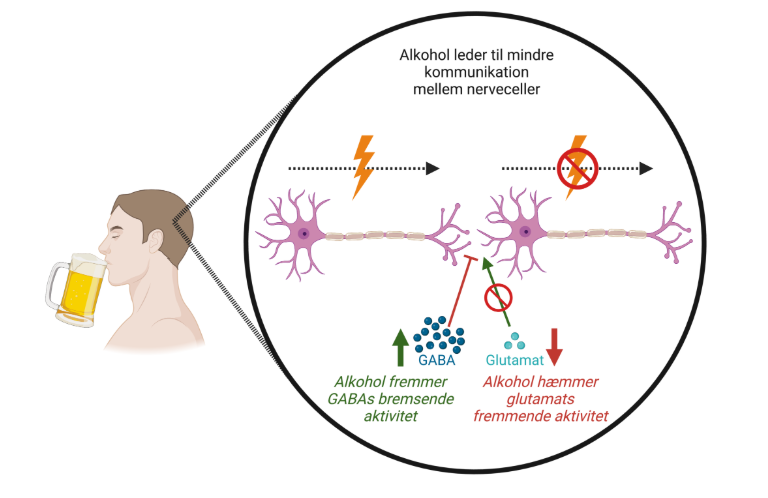 Alkohol leder til mindre
kommunikation
mellem nerveceller
GABA
Glutamat
Alkohol fremmer
GABAs bremsende
aktivitet
Alkohol hæmmer
glutamats
fremmende aktivitet